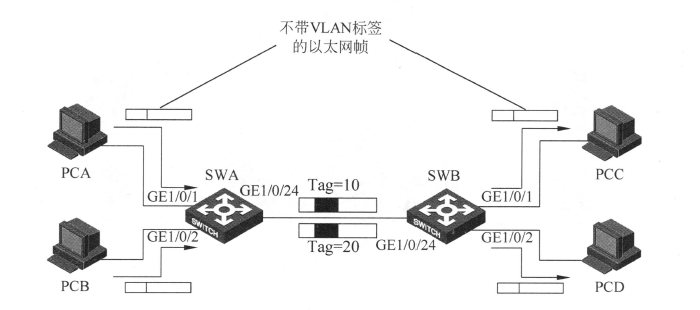 不带VLAN标签
的以太网帧
PCA
SWA
SWB
PCC
GE1/0/1
GE1/0/24
Tag=10
GE1/0/1
GE1/0/2
SWITCH
SWITCH
Tag=20
GE1/0/24
GE1/0/2
PCB
PCD